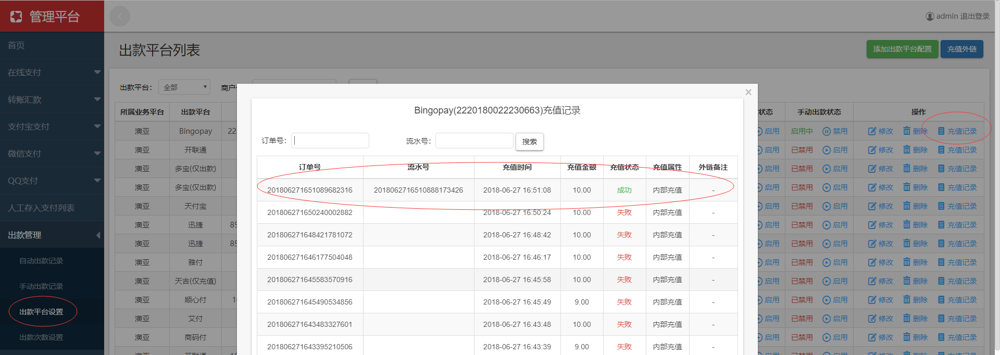 管理平台
admin 退出登录
首页
在线支付
转账汇款
支付宝支付
微信支付
QQ支付
人工存入支付列表
出款管理
自动出款记录
手动出款记录
出款平台设置
出款次数设置
出款平台列表
添加出款平台配置 充值外链
出款平台： 全部 商户
所属业务平台 出款平台 状态 手动出款状态 操作
澳亚 Bingopay 22 启用 启用中 禁用 修改 删除 充值记录
澳亚 开联通 启用 已禁用 启用 修改 删除 充值记录
澳亚 多宝(仅出款) 启用 已禁用 启用 修改 删除 充值记录
澳亚 多宝(仅出款) 启用 已禁用 启用 修改 删除 充值记录
澳亚 天付宝 启用 已禁用 启用 修改 删除 充值记录
澳亚 迅捷 85 启用 已禁用 启用 修改 删除 充值记录
澳亚 迅捷 85 启用 已禁用 启用 修改 删除 充值记录
澳亚 雅付 启用 已禁用 启用 修改 删除 充值记录
澳亚 天吉(仅充值) 启用 已禁用 启用 修改 删除 充值记录
澳亚 顺心付 1 启用 已禁用 启用 修改 删除 充值记录
澳亚 艾付 启用 已禁用 启用 修改 删除 充值记录
澳亚 商码付 启用 已禁用 启用 修改 删除 充值记录
Bingopay(2220180022230663)充值记录
订单号： 流水号： 搜索
订单号 流水号 充值时间 充值金额 充值状态 充值属性 外链备注
201806271651089682316 2018062716510888173426 2018-06-27 16:51:08 10.00 成功 内部充值 -
201806271650240002882 2018-06-27 16:50:24 10.00 失败 内部充值 -
201806271648421781072 2018-06-27 16:48:42 10.00 失败 内部充值 -
201806271646177504048 2018-06-27 16:46:17 10.00 失败 内部充值 -
201806271645583570916 2018-06-27 16:45:58 10.00 失败 内部充值 -
201806271645490534856 2018-06-27 16:45:49 9.00 失败 内部充值 -
201806271643483327601 2018-06-27 16:43:48 10.00 失败 内部充值 -
201806271643395210506 2018-06-27 16:43:39 9.00 失败 内部充值 -